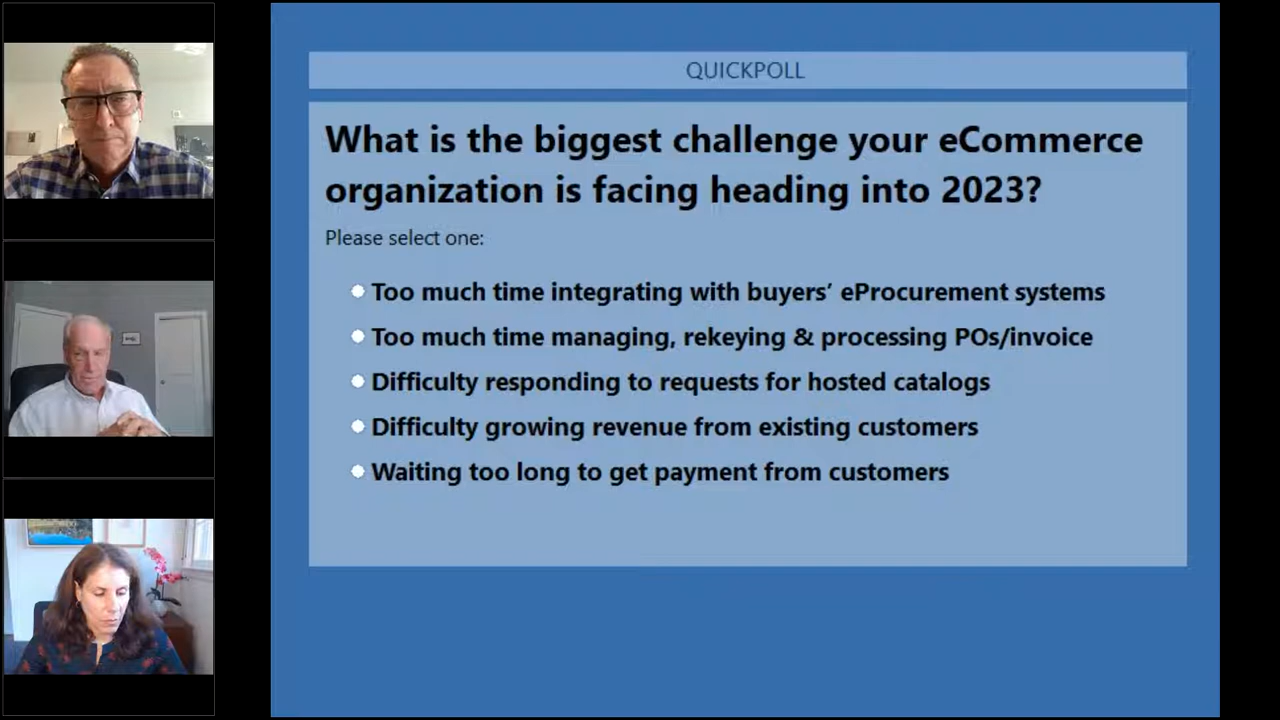 QUICKPOLL
What is the biggest challenge your eCommerce
organization is facing heading into 2023?
Please select one:
Too much time integrating with buyers’ eProcurement systems
Too much time managing, rekeying & processing POs/invoice
Difficulty responding to requests for hosted catalogs
Difficulty growing revenue from existing customers
Waiting too long to get payment from customers